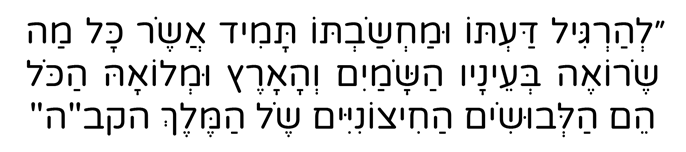 "לְהַרְגִּיל דַּעְתּוֹ וּמַחְשַׁבְתּוֹ תָּמִיד אֲשֶׁר כָּל מַה
שֶּׁרוֹאֶה בְּעֵינָיו הַשָּׁמַיִם וְהָאָרֶץ וּמְלוֹאָהּ הַכֹּל
הֵם הַלְּבוּשִׁים הַחִיצוֹנִיִּים שֶׁל הַמֶּלֶךְ הקב"ה"